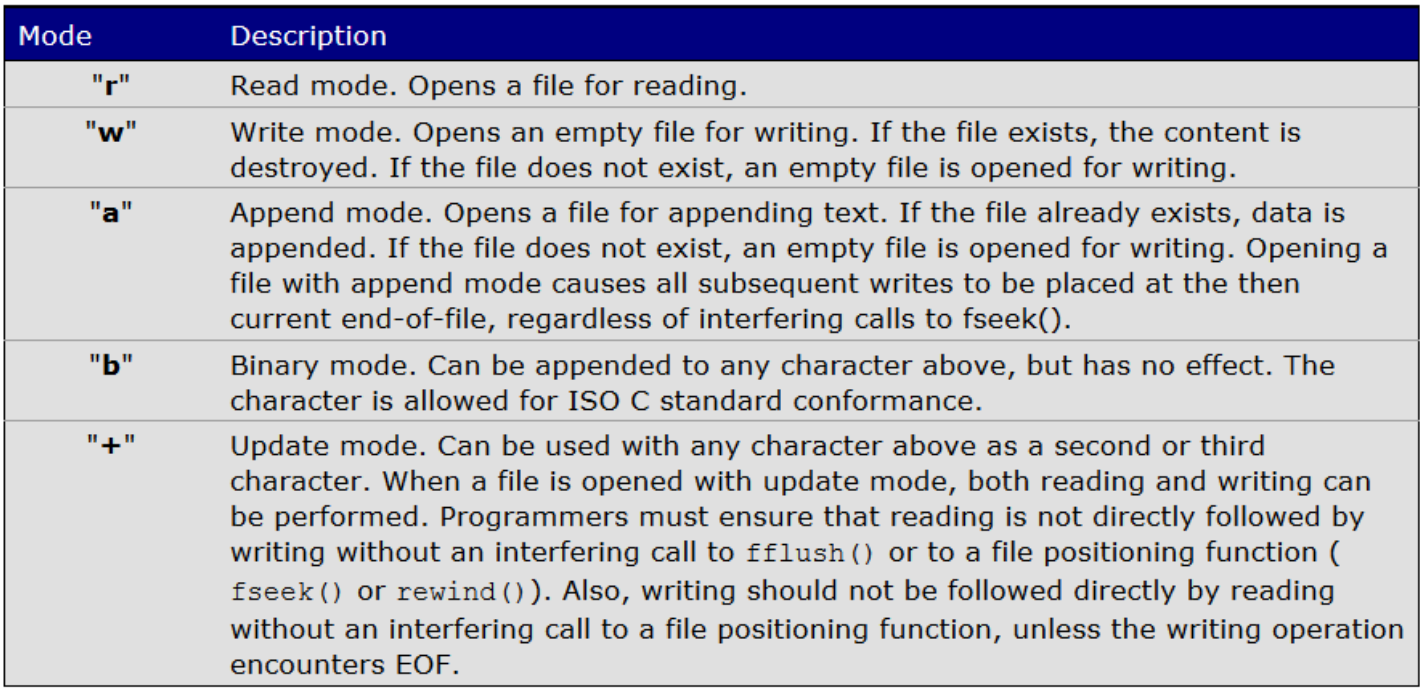 Mode Description
"r" Read mode. Opens a file for reading.
"w" Write mode. Opens an empty file for writing. If the file exists, the content is
destroyed. If the file does not exist, an empty file is opened for writing.
"a" Append mode. Opens a file for appending text. If the file already exists, data is
appended. If the file does not exist, an empty file is opened for writing. Opening a
file with append mode causes all subsequent writes to be placed at the then
current end-of-file, regardless of interfering calls to fseek().
"b" Binary mode. Can be appended to any character above, but has no effect. The
character is allowed for ISO C standard conformance.
"+" Update mode. Can be used with any character above as a second or third
character. When a file is opened with update mode, both reading and writing can
be performed. Programmers must ensure that reading is not directly followed by
writing without an interfering call to fflush() or to a file positioning function (
fseek() or rewind()). Also, writing should not be followed directly by reading
without an interfering call to a file positioning function, unless the writing operation
encounters EOF.